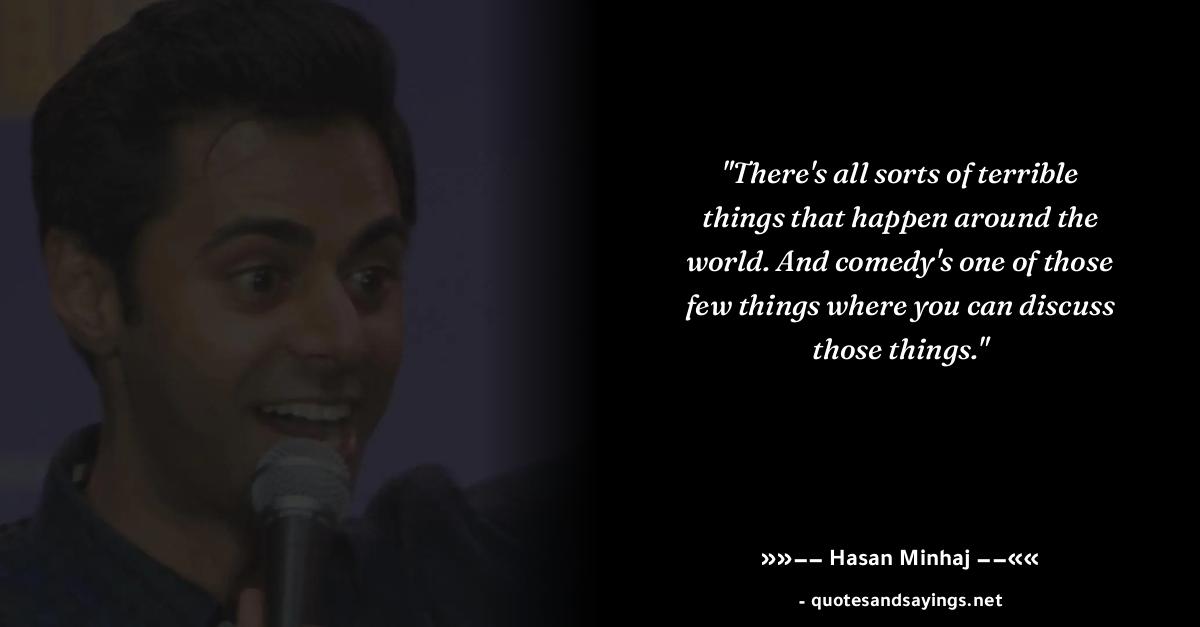 "There's all sorts of terrible
things that happen around the
world. And comedy's one of those
few things where you can discuss
those things."
»»−− Hasan Minhaj −−««
- quotesandsayings.net